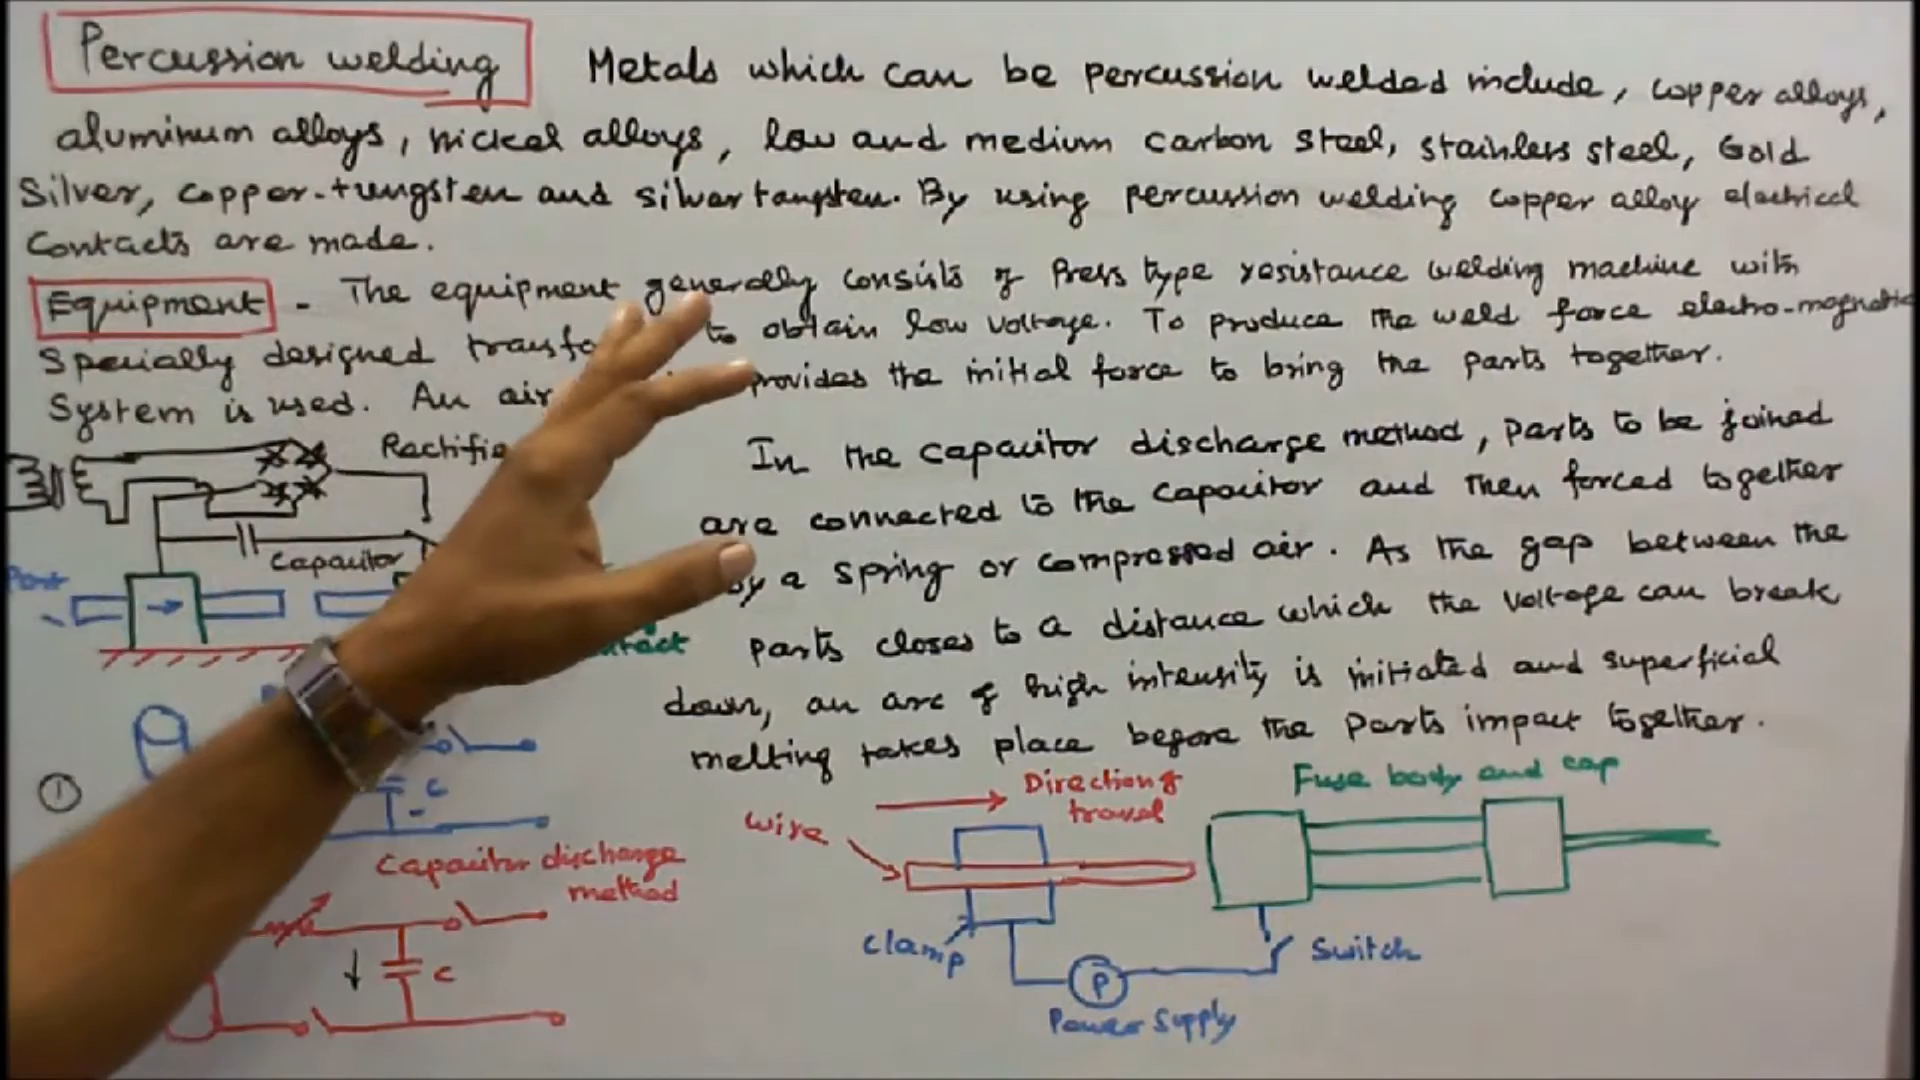 Percussion welding Metals which can be percussion welded include, copper alloys,
aluminum alloys, nickel alloys, low and medium carbon steel, stainless steel, Gold
Silver, copper-tungsten and silver tungsten. By using percussion welding copper alloy electrical
Contacts are made.
Equipment - The equipment generally consists of Press type resistance welding machine with
Specially designed transfo to obtain low voltage. To produce the weld force electro-magnetic
System is used. An air provides the initial force to bring the parts together.
Rectifie
Capacitor
Part
In the capacitor discharge method, parts to be joined
are connected to the capacitor and then forced together
by a spring or compressed air. As the gap between the
parts closes to a distance which the voltage can break
down, an arc of high intensity is initiated and superficial
melting takes place before the parts impact together.
1
C
Capacitor discharge
method
C
Direction of
travel
wire
Clamp
P
Power Supply
Fuse body and cap
Switch